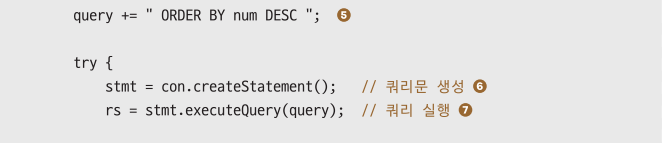 query += " ORDER BY num DESC "; ❺
try {
stmt = con.createStatement(); // 쿼리문 생성 ❻
rs = stmt.executeQuery(query); // 쿼리 실행 ❼